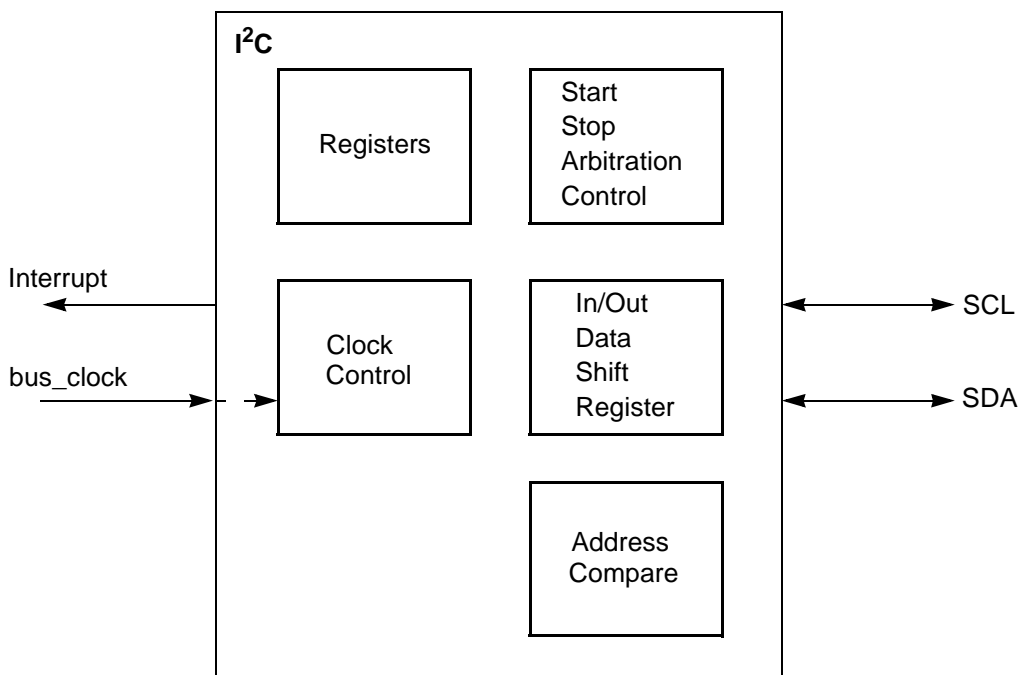 I²C
Registers
Start
Stop
Arbitration
Control
Interrupt
bus_clock
Clock
Control
In/Out
Data
Shift
Register
SCL
SDA
Address
Compare